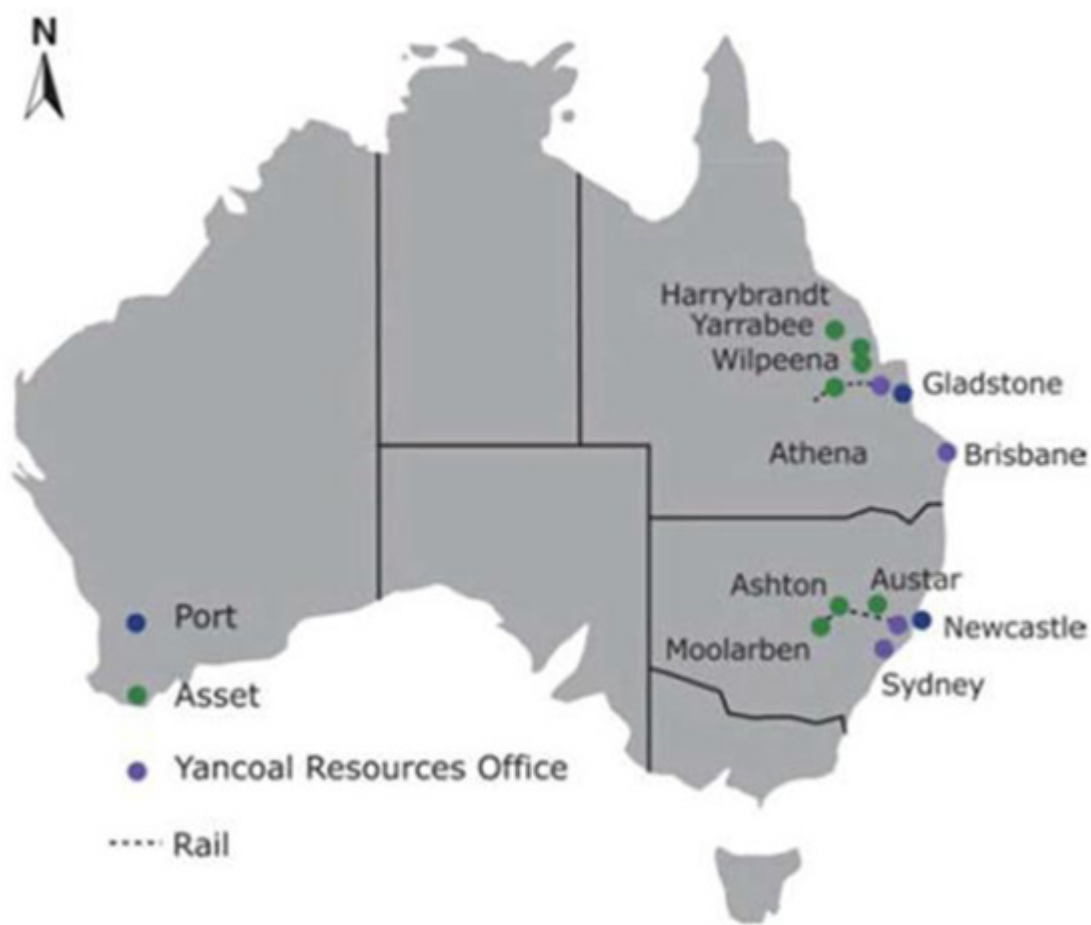 N
Harrybrandt
Yarrabee
Wilpeena
Gladstone
Athena
Brisbane
Ashton
Austar
Newcastle
Moolarben
Sydney
Port
Asset
Yancoal Resources Office
Rail